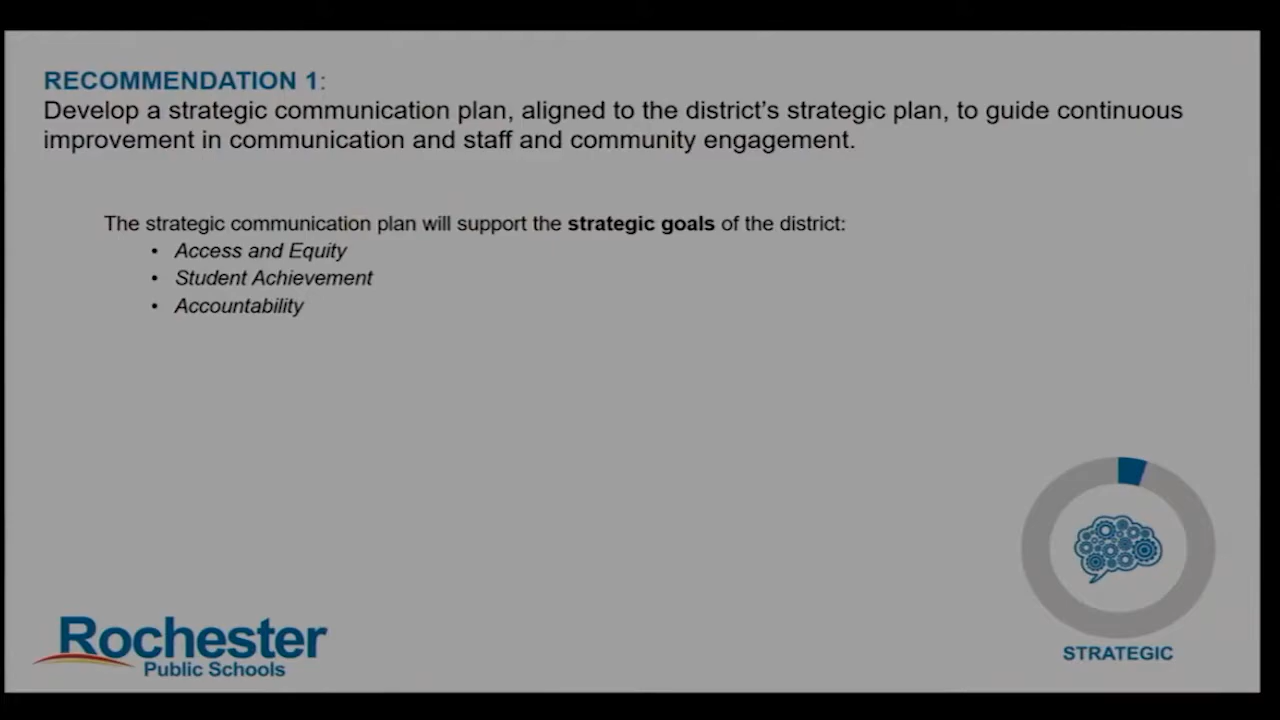 RECOMMENDATION 1:
Develop a strategic communication plan, aligned to the district's strategic plan, to guide continuous
improvement in communication and staff and community engagement.
The strategic communication plan will support the strategic goals of the district:
• Access and Equity
• Student Achievement
• Accountability
Rochester
Public Schools
STRATEGIC